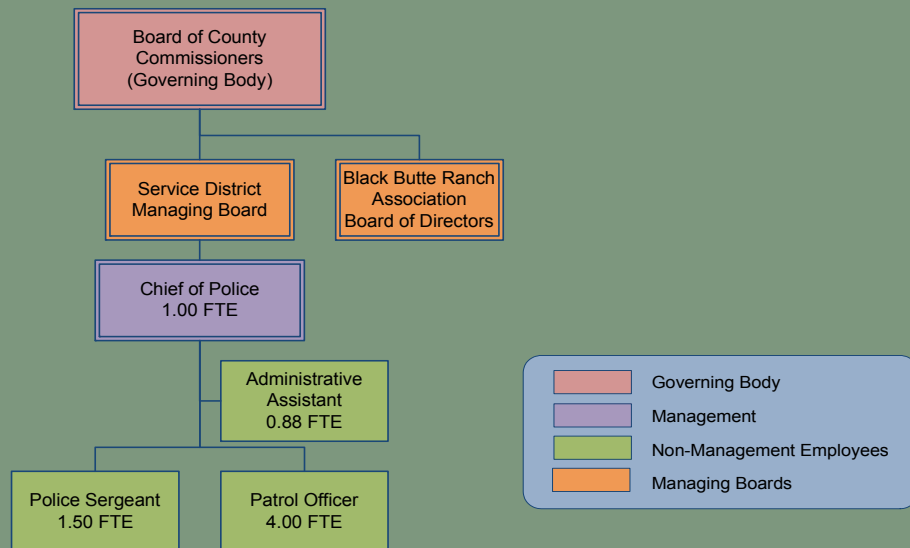 Board of County
Commissioners
(Governing Body)
Service District
Managing Board
Black Butte Ranch
Association
Board of Directors
Chief of Police
1.00 FTE
Administrative
Assistant
0.88 FTE
Police Sergeant
1.50 FTE
Patrol Officer
4.00 FTE
Governing Body
Management
Non-Management Employees
Managing Boards